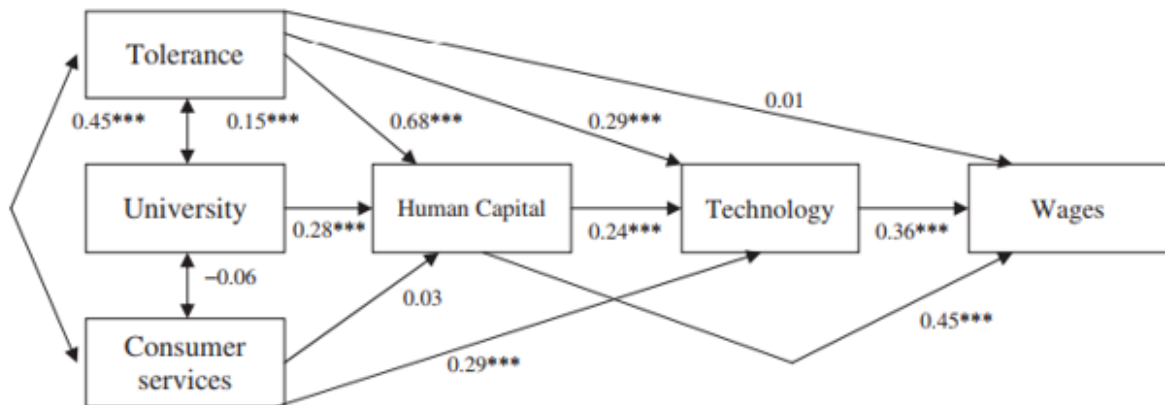 Tolerance
0.01
0.45*** 0.15*** 0.68*** 0.29***
University Human Capital Technology Wages
0.28*** 0.24*** 0.36***
−0.06
0.03
0.45***
Consumer
services
0.29***